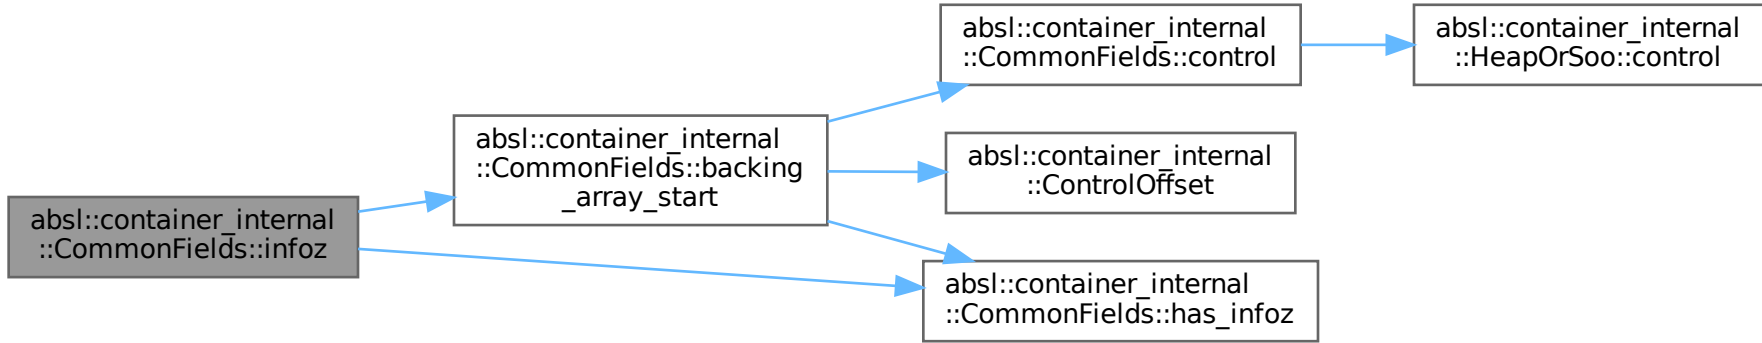 absl::container_internal
::CommonFields::infoz
absl::container_internal
::CommonFields::backing
_array_start
absl::container_internal
::CommonFields::control
absl::container_internal
::HeapOrSoo::control
absl::container_internal
::ControlOffset
absl::container_internal
::CommonFields::has_infoz